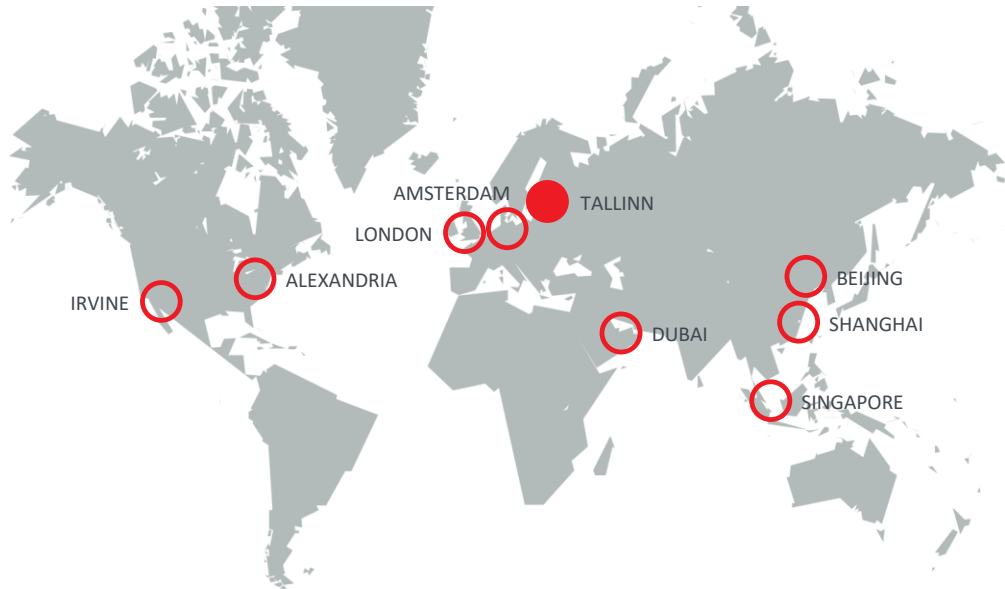 AMSTERDAM
TALLINN
LONDON
ALEXANDRIA
BEIJING
IRVINE
SHANGHAI
DUBAI
SINGAPORE